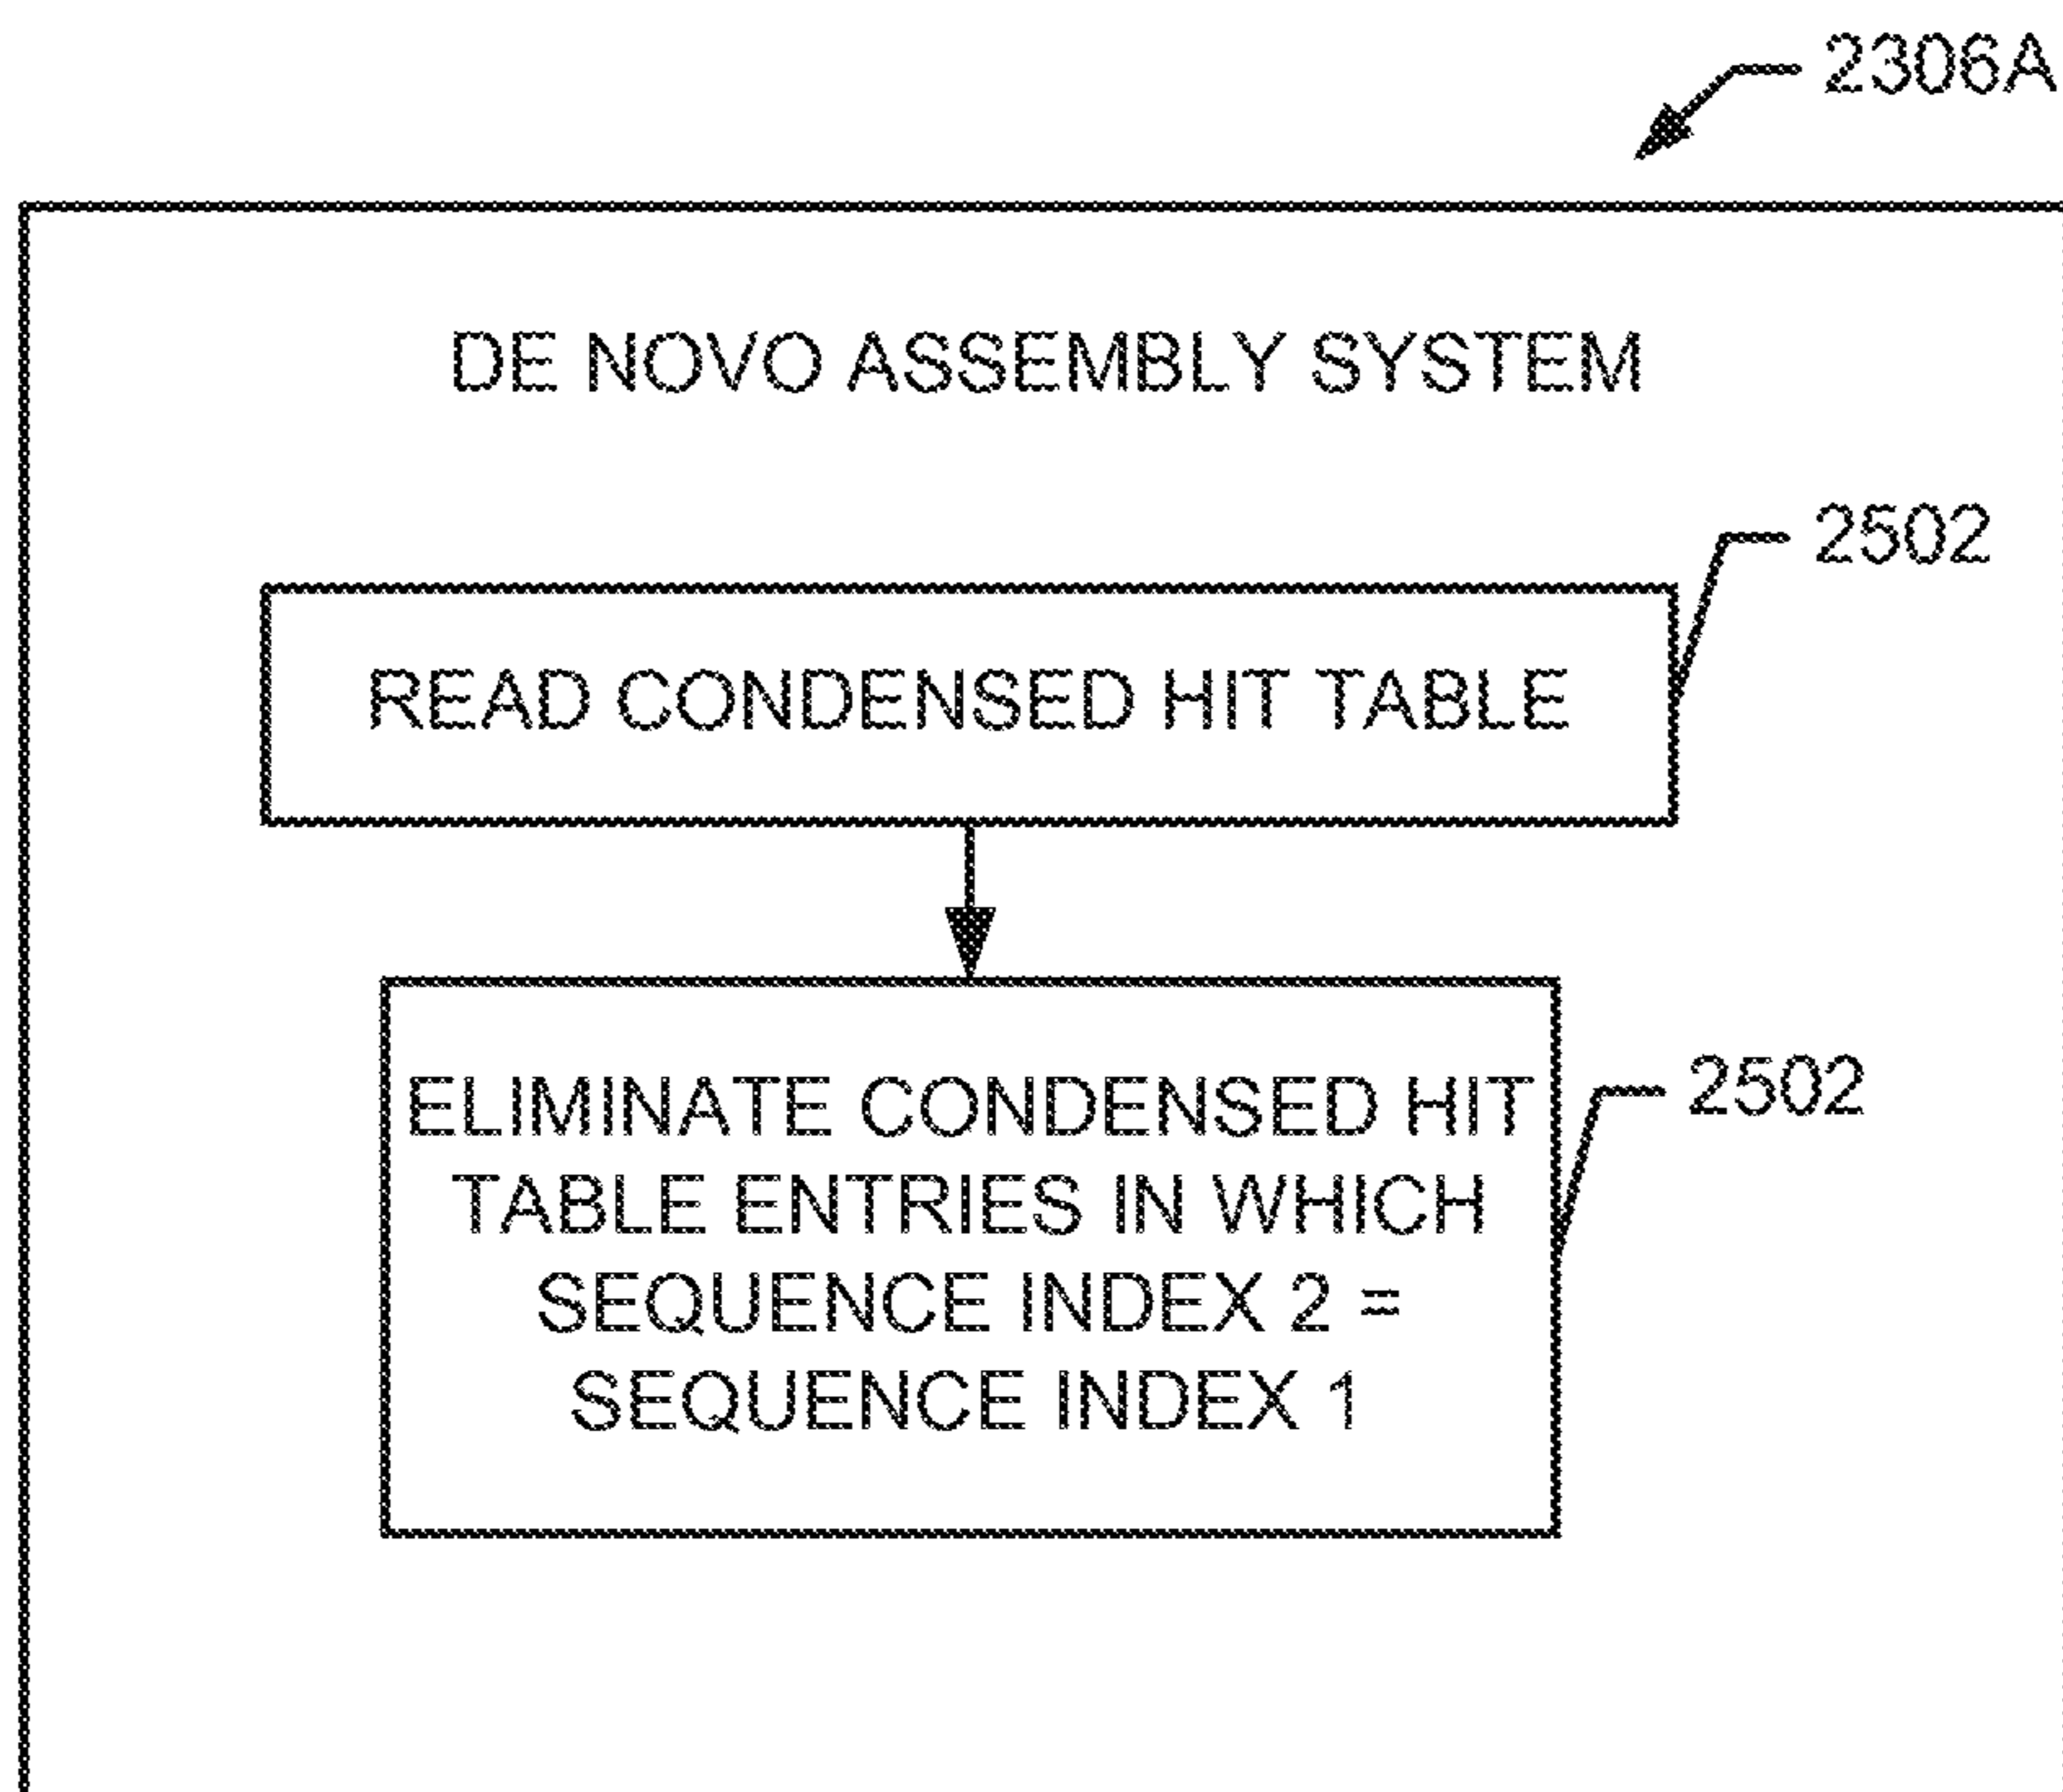 2306A
DE NOVO ASSEMBLY SYSTEM
2502
READ CONDENSED HIT TABLE
ELIMINATE CONDENSED HIT
TABLE ENTRIES IN WHICH
SEQUENCE INDEX 2 =
SEQUENCE INDEX 1
2502